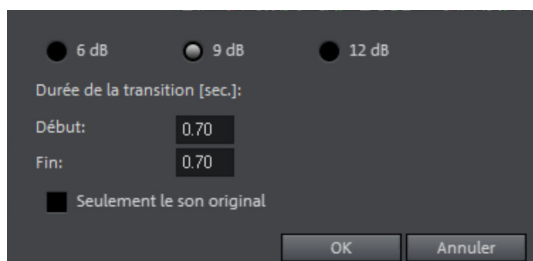 6 dB 9 dB 12 dB
Durée de la transition [sec.]:
Début: 0.70
Fin: 0.70
Seulement le son original
OK Annuler